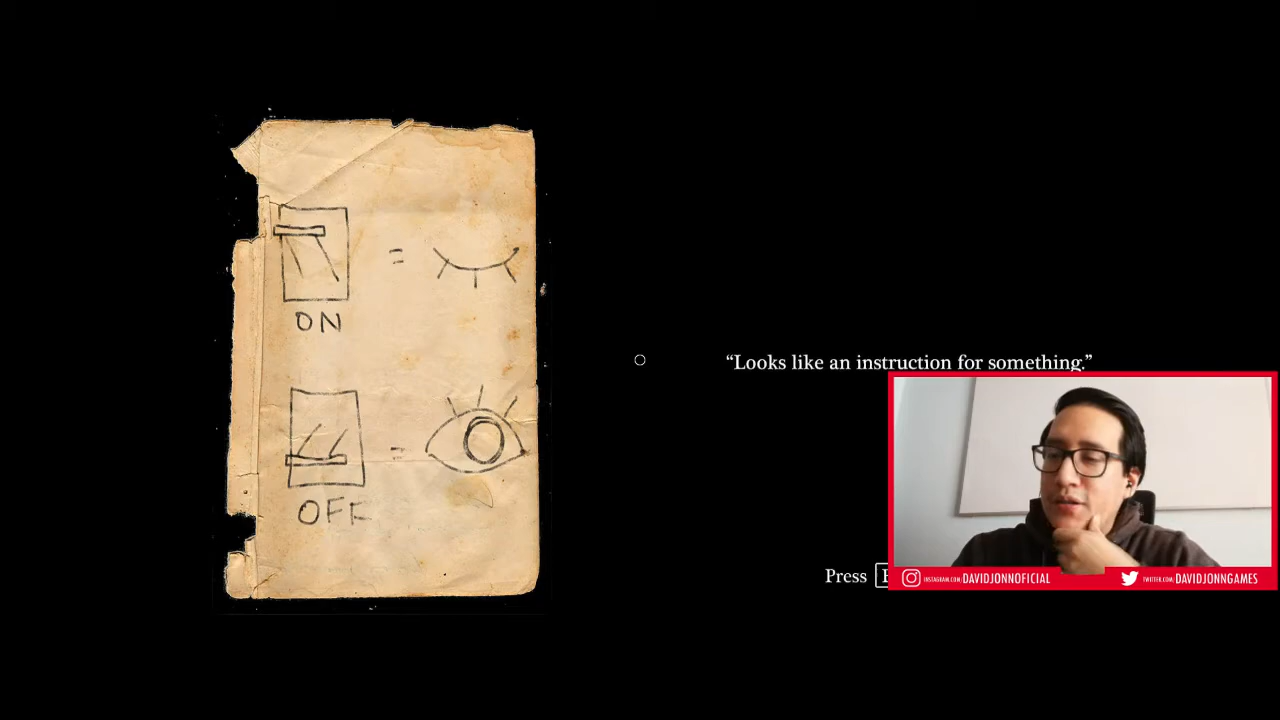 =
ON
=
OFF
“Looks like an instruction for something.”
Press
INSTAGRAM.COM/DAVIDJONNOFICIAL
TWITTER.COM/DAVIDJONNGAMES